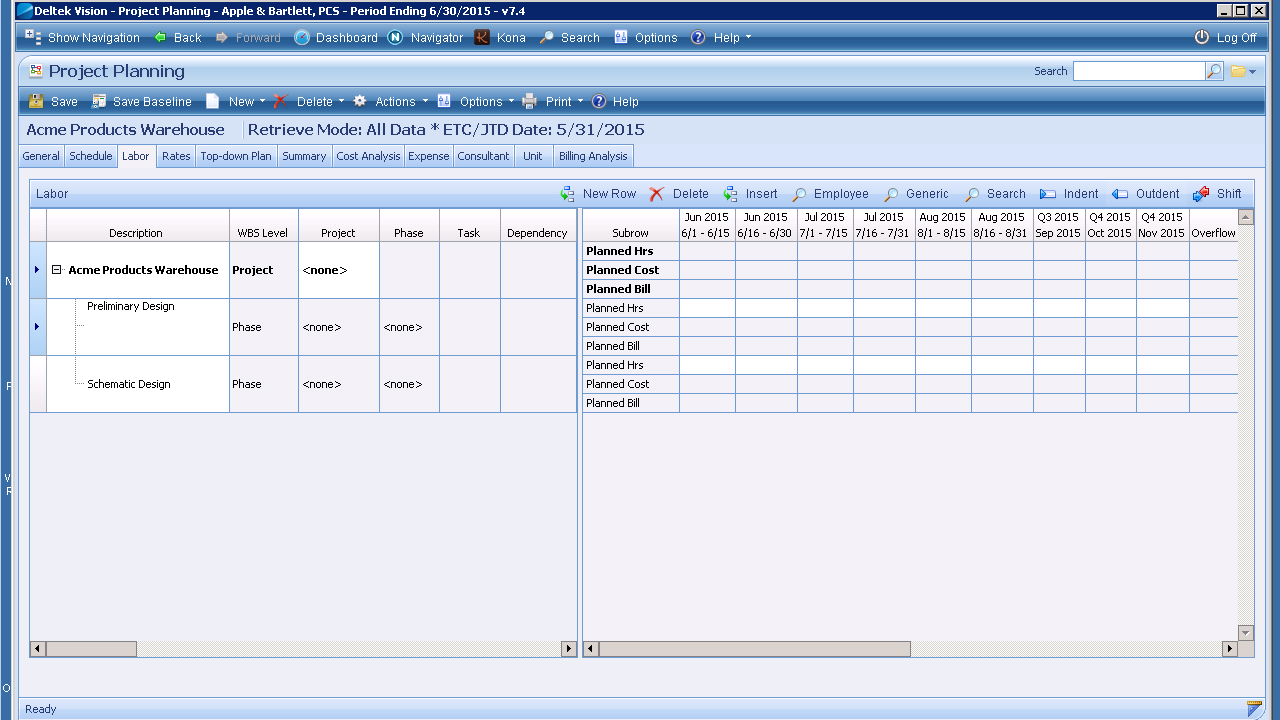 Deltek Vision - Project Planning - Apple & Bartlett, PCS - Period Ending 6/30/2015 - v7.4
Show Navigation Back Forward Dashboard Navigator Kona Search Options Help Log Off
Project Planning Search
Save Save Baseline New Delete Actions Options Print Help
Acme Products Warehouse Retrieve Mode: All Data * ETC/JTD Date: 5/31/2015
General Schedule Labor Rates Top-down Plan Summary Cost Analysis Expense Consultant Unit Billing Analysis
Labor New Row Delete Insert Employee Generic Search Indent Outdent Shift
Jun 2015 Jun 2015 Jul 2015 Jul 2015 Aug 2015 Aug 2015 Q3 2015 Q4 2015 Q4 2015
Description WBS Level Project Phase Task Dependency Subrow 6/1 - 6/15 6/16 - 6/30 7/1 - 7/15 7/16 - 7/31 8/1 - 8/15 8/16 - 8/31 Sep 2015 Oct 2015 Nov 2015 Overflow
Planned Hrs
Acme Products Warehouse Project <none> Planned Cost
Planned Bill
Preliminary Design Planned Hrs
Phase <none> <none> Planned Cost
Planned Bill
Planned Hrs
Schematic Design Phase <none> <none> Planned Cost
Planned Bill
Ready